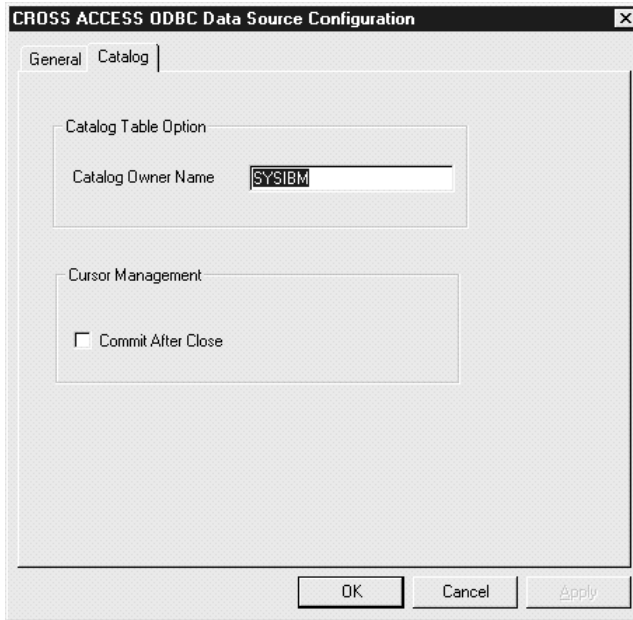 CROSS ACCESS ODBC Data Source Configuration
General Catalog
Catalog Table Option
Catalog Owner Name SYSIBM
Cursor Management
Commit After Close
OK Cancel Apply